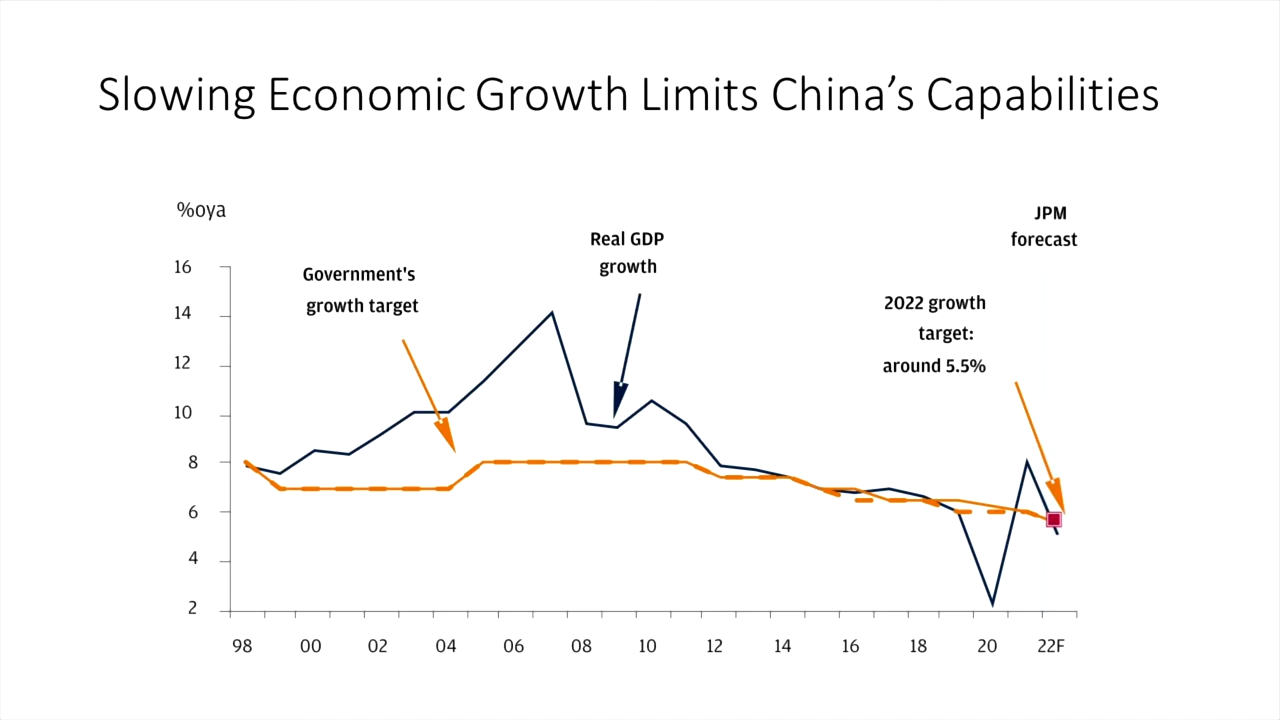 Slowing Economic Growth Limits China’s Capabilities
%oya
JPM
forecast
Real GDP
growth
Government's
growth target
2022 growth
target:
around 5.5%
16
14
12
10
8
6
4
2
98 00 02 04 06 08 10 12 14 16 18 20 22F